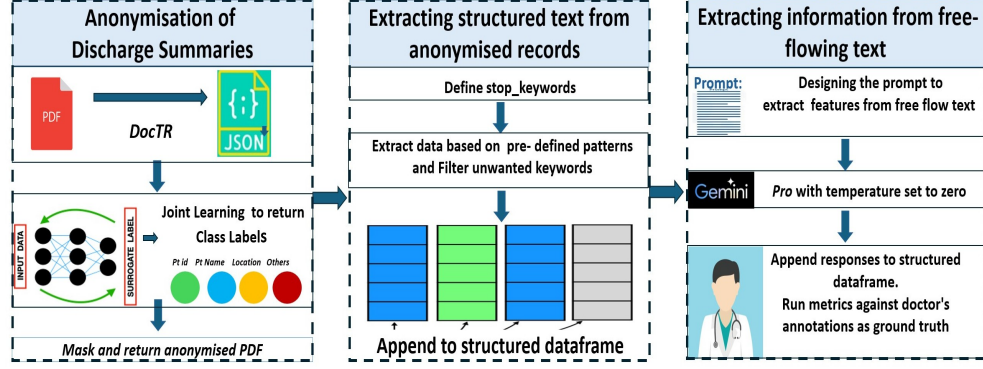 Anonymisation of
Discharge Summaries
PDF
DocTR
{;}
JSON
INPUT DATA
SURROGATE LABEL
Joint Learning to return
Class Labels
Pt id Pt Name Location Others
Mask and return anonymised PDF
Extracting structured text from
anonymised records
Define stop_keywords
Extract data based on pre- defined patterns
and Filter unwanted keywords
Append to structured dataframe
Extracting information from free-
flowing text
Prompt:
Designing the prompt to
extract features from free flow text
Gemini
Pro with temperature set to zero
Append responses to structured
dataframe.
Run metrics against doctor's
annotations as ground truth